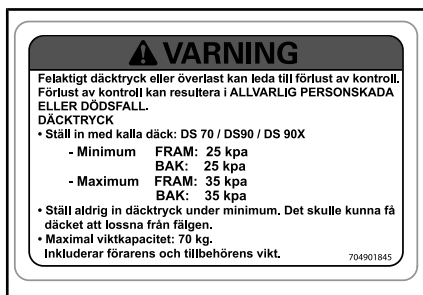 VARNING
Felaktigt däcktryck eller överlast kan leda till förlust av kontroll.
Förlust av kontroll kan resultera i ALLVARLIG PERSONSKADA
ELLER DÖDSFALL.
DÄCKTRYCK
• Ställ in med kalla däck: DS 70 / DS90 / DS 90X
- Minimum FRAM: 25 kpa
BAK: 25 kpa
- Maximum FRAM: 35 kpa
BAK: 35 kpa
• Ställ aldrig in däcktryck under minimum. Det skulle kunna få
däcket att lossna från fälgen.
• Maximal viktkapacitet: 70 kg.
Inkluderar förarens och tillbehörens vikt.
704901845